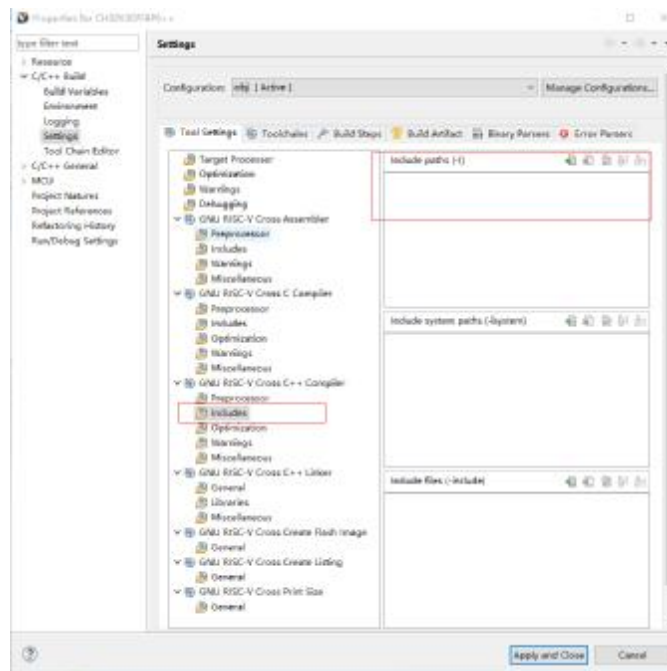 type filter text
Settings
Resource
C/C++ Build
Build Variables
Environment
Logging
Settings
Tool Chain Editor
C/C++ General
MCU
Project Natures
Project References
Refactoring History
Run/Debug Settings
Configuration: obj [ Active ]
Manage Configurations...
Tool Settings
Toolchains
Build Steps
Build Artifact
Binary Parsers
Error Parsers
Target Processor
Optimization
Warnings
Debugging
GNU RISC-V Cross Assembler
Preprocessor
Includes
Warnings
Miscellaneous
GNU RISC-V Cross C Compiler
Preprocessor
Includes
Optimization
Warnings
Miscellaneous
GNU RISC-V Cross C++ Compiler
Preprocessor
Includes
Optimization
Warnings
Miscellaneous
GNU RISC-V Cross C++ Linker
General
Libraries
Miscellaneous
GNU RISC-V Cross Create Flash Image
General
GNU RISC-V Cross Create Listing
General
GNU RISC-V Cross Print Size
General
Include paths (-I)
Include system paths (-isystem)
Include files (-include)
Apply and Close
Cancel